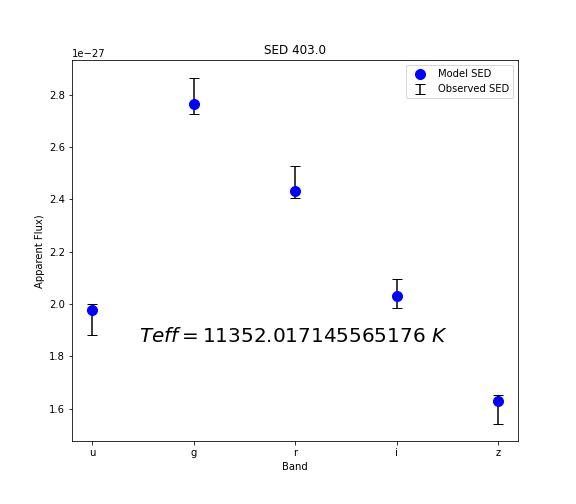 SED 403.0
1e−27
Model SED
Observed SED
2.8
2.6
2.4
2.2
2.0
1.8
1.6
Apparent Flux)
Teff = 11352.017145565176 K
u g r i z
Band